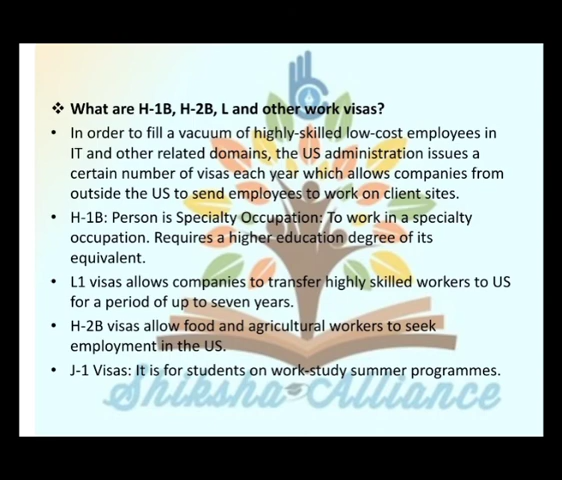 ❖ What are H-1B, H-2B, L and other work visas?
• In order to fill a vacuum of highly-skilled low-cost employees in
IT and other related domains, the US administration issues a
certain number of visas each year which allows companies from
outside the US to send employees to work on client sites.
• H-1B: Person is Specialty Occupation: To work in a specialty
occupation. Requires a higher education degree of its
equivalent.
• L1 visas allows companies to transfer highly skilled workers to US
for a period of up to seven years.
• H-2B visas allow food and agricultural workers to seek
employment in the US.
• J-1 Visas: It is for students on work-study summer programmes.
Shiksha Alliance